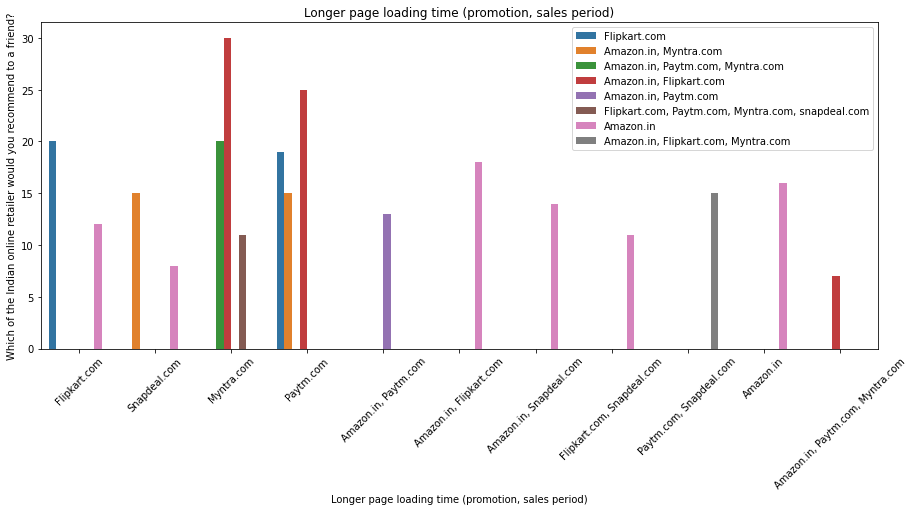 Longer page loading time (promotion, sales period)
Which of the Indian online retailer would you recommend to a friend?
30
25
20
15
10
5
0
Flipkart.com
Amazon.in, Myntra.com
Amazon.in, Paytm.com, Myntra.com
Amazon.in, Flipkart.com
Amazon.in, Paytm.com
Flipkart.com, Paytm.com, Myntra.com, snapdeal.com
Amazon.in
Amazon.in, Flipkart.com, Myntra.com
Flipkart.com
Snapdeal.com
Myntra.com
Paytm.com
Amazon.in, Paytm.com
Amazon.in, Flipkart.com
Amazon.in, Snapdeal.com
Flipkart.com, Snapdeal.com
Paytm.com, Snapdeal.com
Amazon.in
Amazon.in, Paytm.com, Myntra.com
Longer page loading time (promotion, sales period)